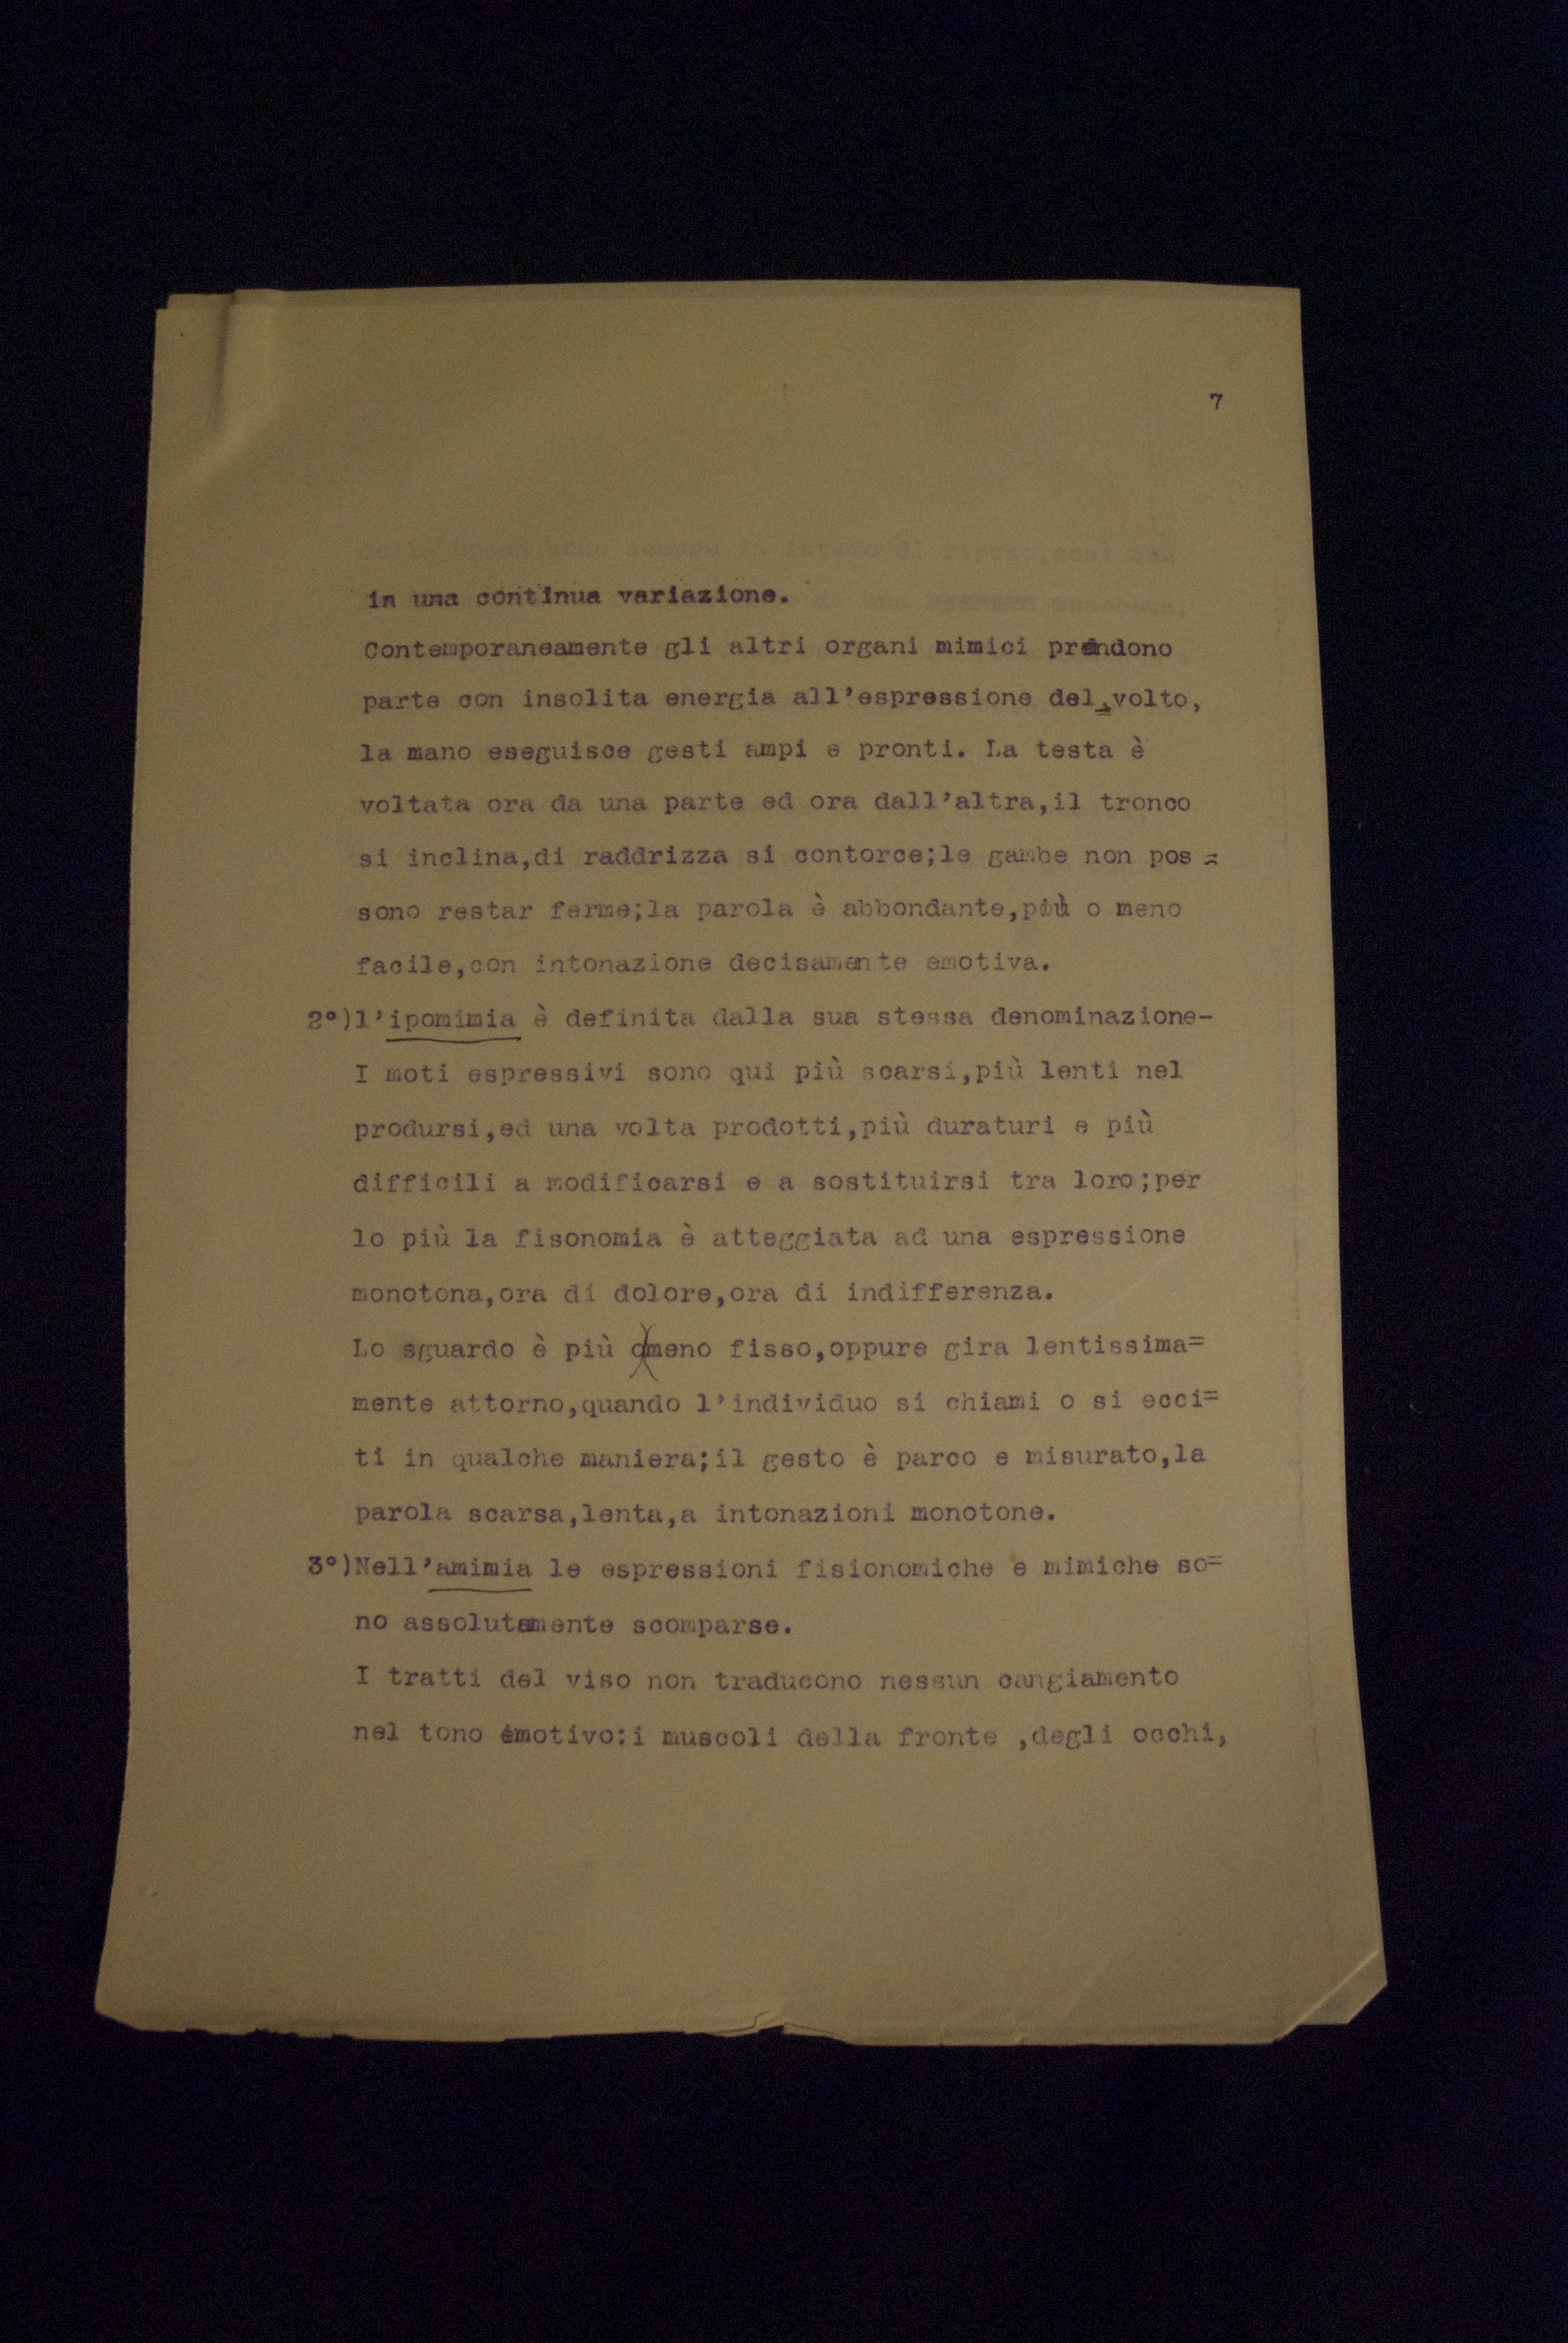 7
in una continua variazione.
Contemporaneamente gli altri organi mimici prendono
parte con insolita energia all'espressione del volto,
la mano eseguisce gesti ampi e pronti. La testa è
voltata ora da una parte ed ora dall'altra,il tronco
si inclina,di raddrizza si contorce;le gambe non pos =
sono restar ferme;la parola è abbondante,più o meno
facile,con intonazione decisamente emotiva.
2°)l'ipomimia è definita dalla sua stessa denominazione-
I moti espressivi sono qui più scarsi,più lenti nel
prodursi,ed una volta prodotti,più duraturi e più
difficili a modificarsi e a sostituirsi tra loro;per
lo più la fisonomia è atteggiata ad una espressione
monotona,ora di dolore,ora di indifferenza.
Lo sguardo è più o meno fisso,oppure gira lentissima=
mente attorno,quando l'individuo si chiami o si ecci=
ti in qualche maniera;il gesto è parco e misurato,la
parola scarsa,lenta,a intonazioni monotone.
3°)Nell'amimia le espressioni fisionomiche e mimiche so=
no assolutamente scomparse.
I tratti del viso non traducono nessun cangiamento
nel tono emotivo:i muscoli della fronte ,degli occhi,